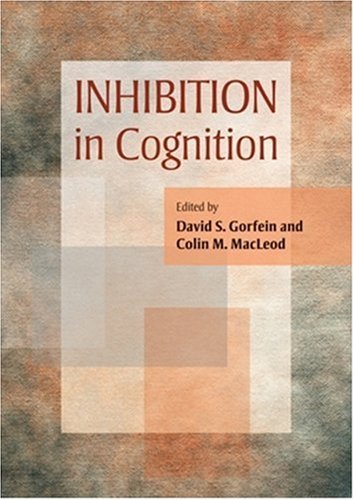 INHIBITION
in Cognition
Edited by
David S. Gorfein and
Colin M. MacLeod